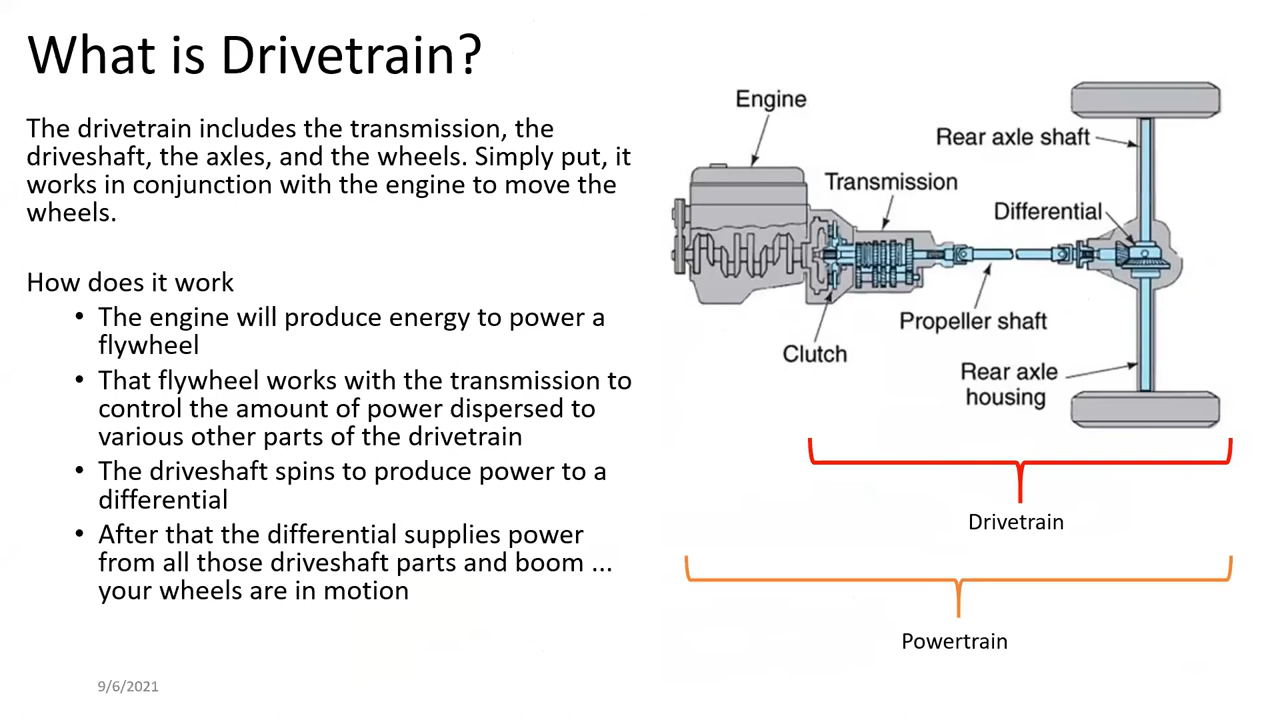 What is Drivetrain?
The drivetrain includes the transmission, the
driveshaft, the axles, and the wheels. Simply put, it
works in conjunction with the engine to move the
wheels.
How does it work
• The engine will produce energy to power a
flywheel
• That flywheel works with the transmission to
control the amount of power dispersed to
various other parts of the drivetrain
• The driveshaft spins to produce power to a
differential
• After that the differential supplies power
from all those driveshaft parts and boom ...
your wheels are in motion
9/6/2021
Engine
Rear axle shaft
Transmission
Differential
Propeller shaft
Clutch
Rear axle
housing
Drivetrain
Powertrain